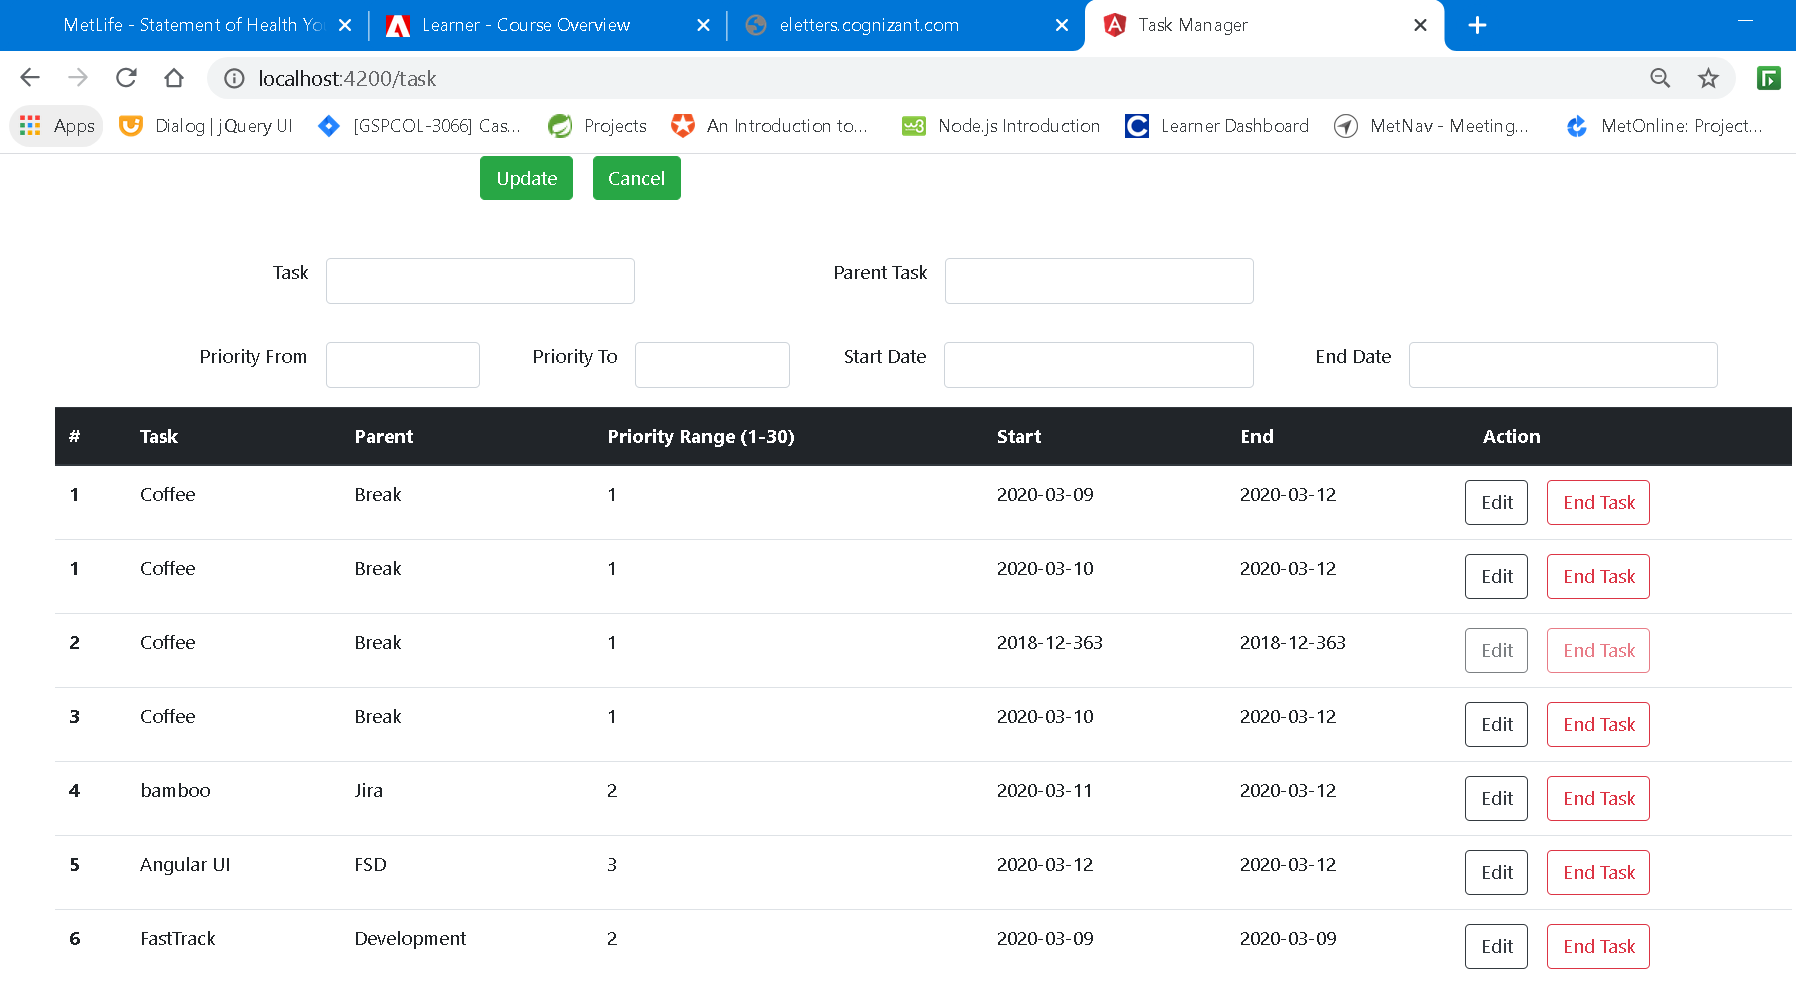 MetLife - Statement of Health Yo
Learner - Course Overview
eletters.cognizant.com
Task Manager
localhost:4200/task
Apps
Dialog | jQuery UI
[GSPCOL-3066] Cas...
Projects
An Introduction to...
Node.js Introduction
Learner Dashboard
MetNav - Meeting...
MetOnline: Project...
Update Cancel
Task Parent Task
Priority From Priority To Start Date End Date
# Task Parent Priority Range (1-30) Start End Action
1 Coffee Break 1 2020-03-09 2020-03-12 Edit End Task
1 Coffee Break 1 2020-03-10 2020-03-12 Edit End Task
2 Coffee Break 1 2018-12-363 2018-12-363 Edit End Task
3 Coffee Break 1 2020-03-10 2020-03-12 Edit End Task
4 bamboo Jira 2 2020-03-11 2020-03-12 Edit End Task
5 Angular UI FSD 3 2020-03-12 2020-03-12 Edit End Task
6 FastTrack Development 2 2020-03-09 2020-03-09 Edit End Task